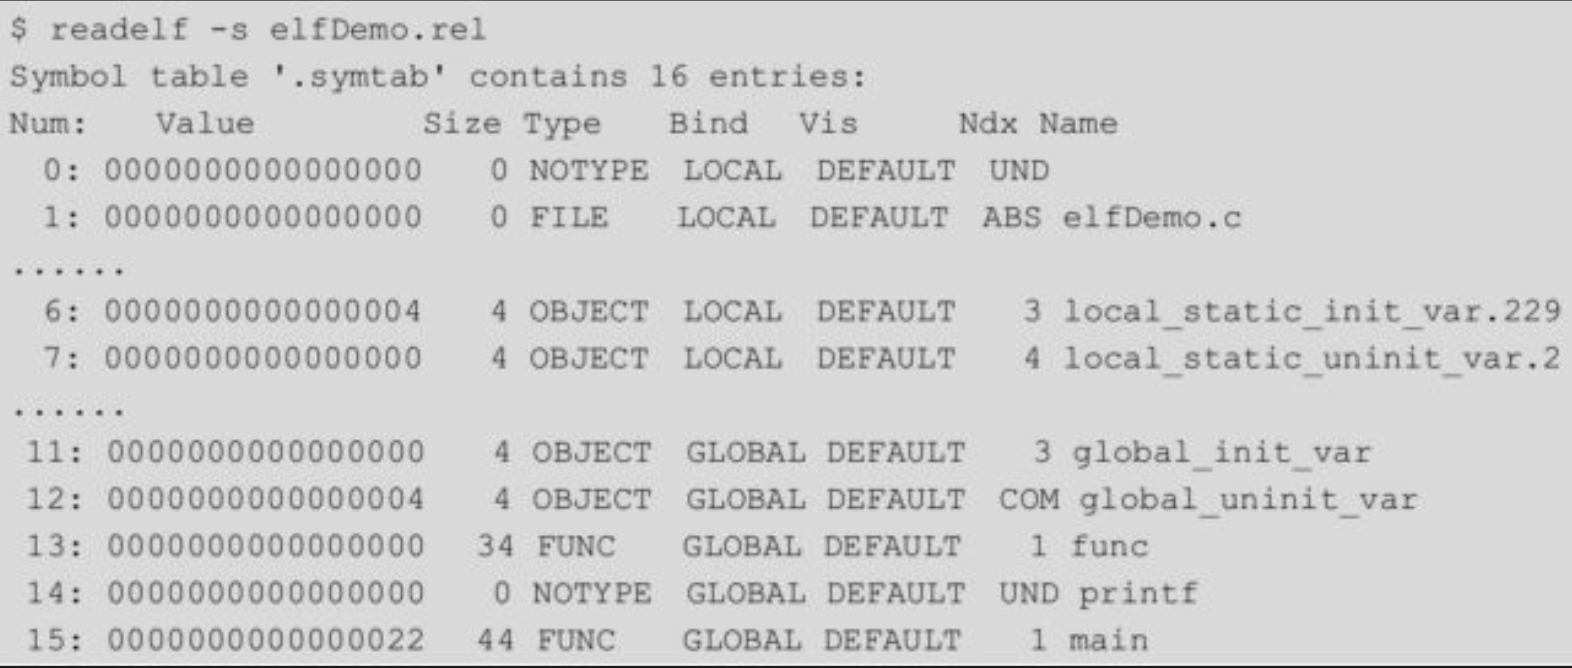 $ readelf -s elfDemo.rel
Symbol table '.symtab' contains 16 entries:
Num: Value Size Type Bind Vis Ndx Name
0: 0000000000000000 0 NOTYPE LOCAL DEFAULT UND
1: 0000000000000000 0 FILE LOCAL DEFAULT ABS elfDemo.c
......
6: 0000000000000004 4 OBJECT LOCAL DEFAULT 3 local_static_init_var.229
7: 0000000000000000 4 OBJECT LOCAL DEFAULT 4 local_static_uninit_var.2
......
11: 0000000000000000 4 OBJECT GLOBAL DEFAULT 3 global_init_var
12: 0000000000000004 4 OBJECT GLOBAL DEFAULT COM global_uninit_var
13: 0000000000000000 34 FUNC GLOBAL DEFAULT 1 func
14: 0000000000000000 0 NOTYPE GLOBAL DEFAULT UND printf
15: 0000000000000022 44 FUNC GLOBAL DEFAULT 1 main